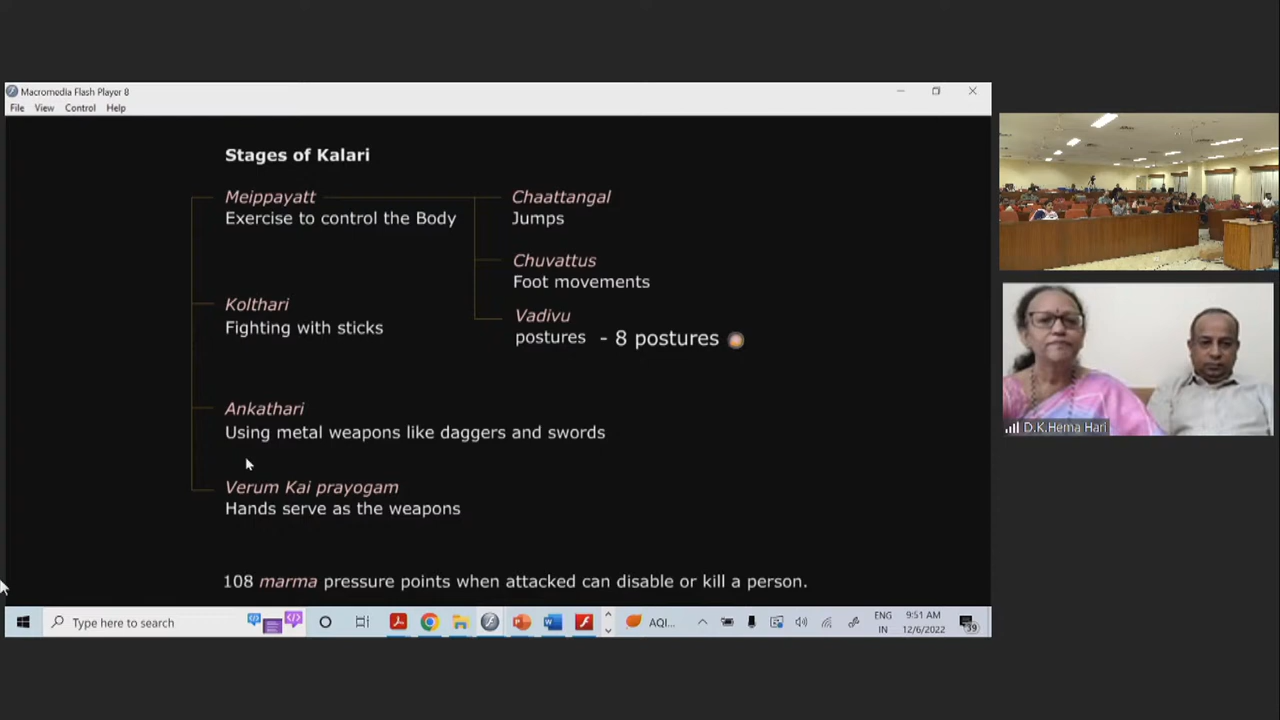 Macromedia Flash Player 8
File View Control Help
Stages of Kalari
Meippayatt
Exercise to control the Body
Chaattangal
Jumps
Chuvattus
Foot movements
Vadivu
postures - 8 postures
Kolthari
Fighting with sticks
Ankathari
Using metal weapons like daggers and swords
Verum Kai prayogam
Hands serve as the weapons
108 marma pressure points when attacked can disable or kill a person.
D.K.Hema Hari
Type here to search
AQI...
ENG
IN
9:51 AM
12/6/2022
39